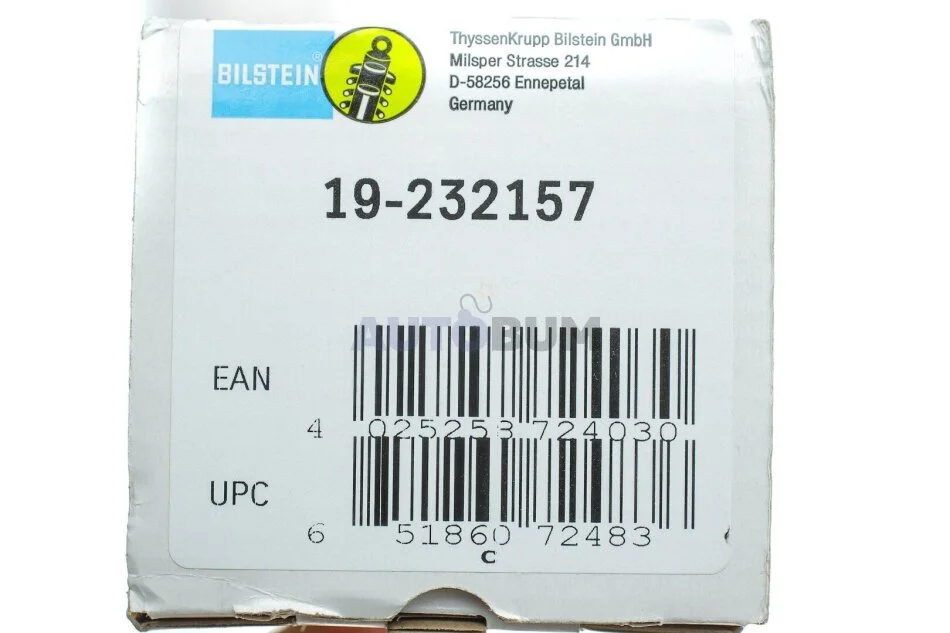 BILSTEIN®
ThyssenKrupp Bilstein GmbH
Milsper Strasse 214
D-58256 Ennepetal
Germany
19-232157
AUTOBUM
EAN
4 025258 724030
UPC
6 51860 72483
C